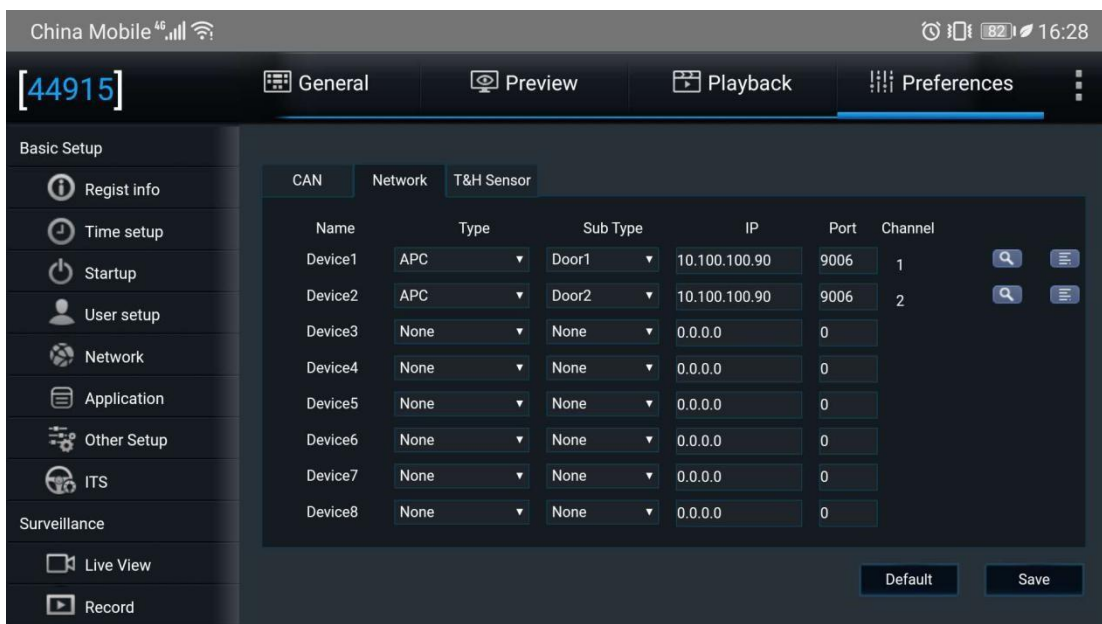 China Mobile 4G 82 16:28
[44915] General Preview Playback Preferences
Basic Setup
Regist info
Time setup
Startup
User setup
Network
Application
Other Setup
ITS
Surveillance
Live View
Record
CAN Network T&H Sensor
Name Type Sub Type IP Port Channel
Device1 APC Door1 10.100.100.90 9006 1
Device2 APC Door2 10.100.100.90 9006 2
Device3 None None 0.0.0.0 0
Device4 None None 0.0.0.0 0
Device5 None None 0.0.0.0 0
Device6 None None 0.0.0.0 0
Device7 None None 0.0.0.0 0
Device8 None None 0.0.0.0 0
Default Save